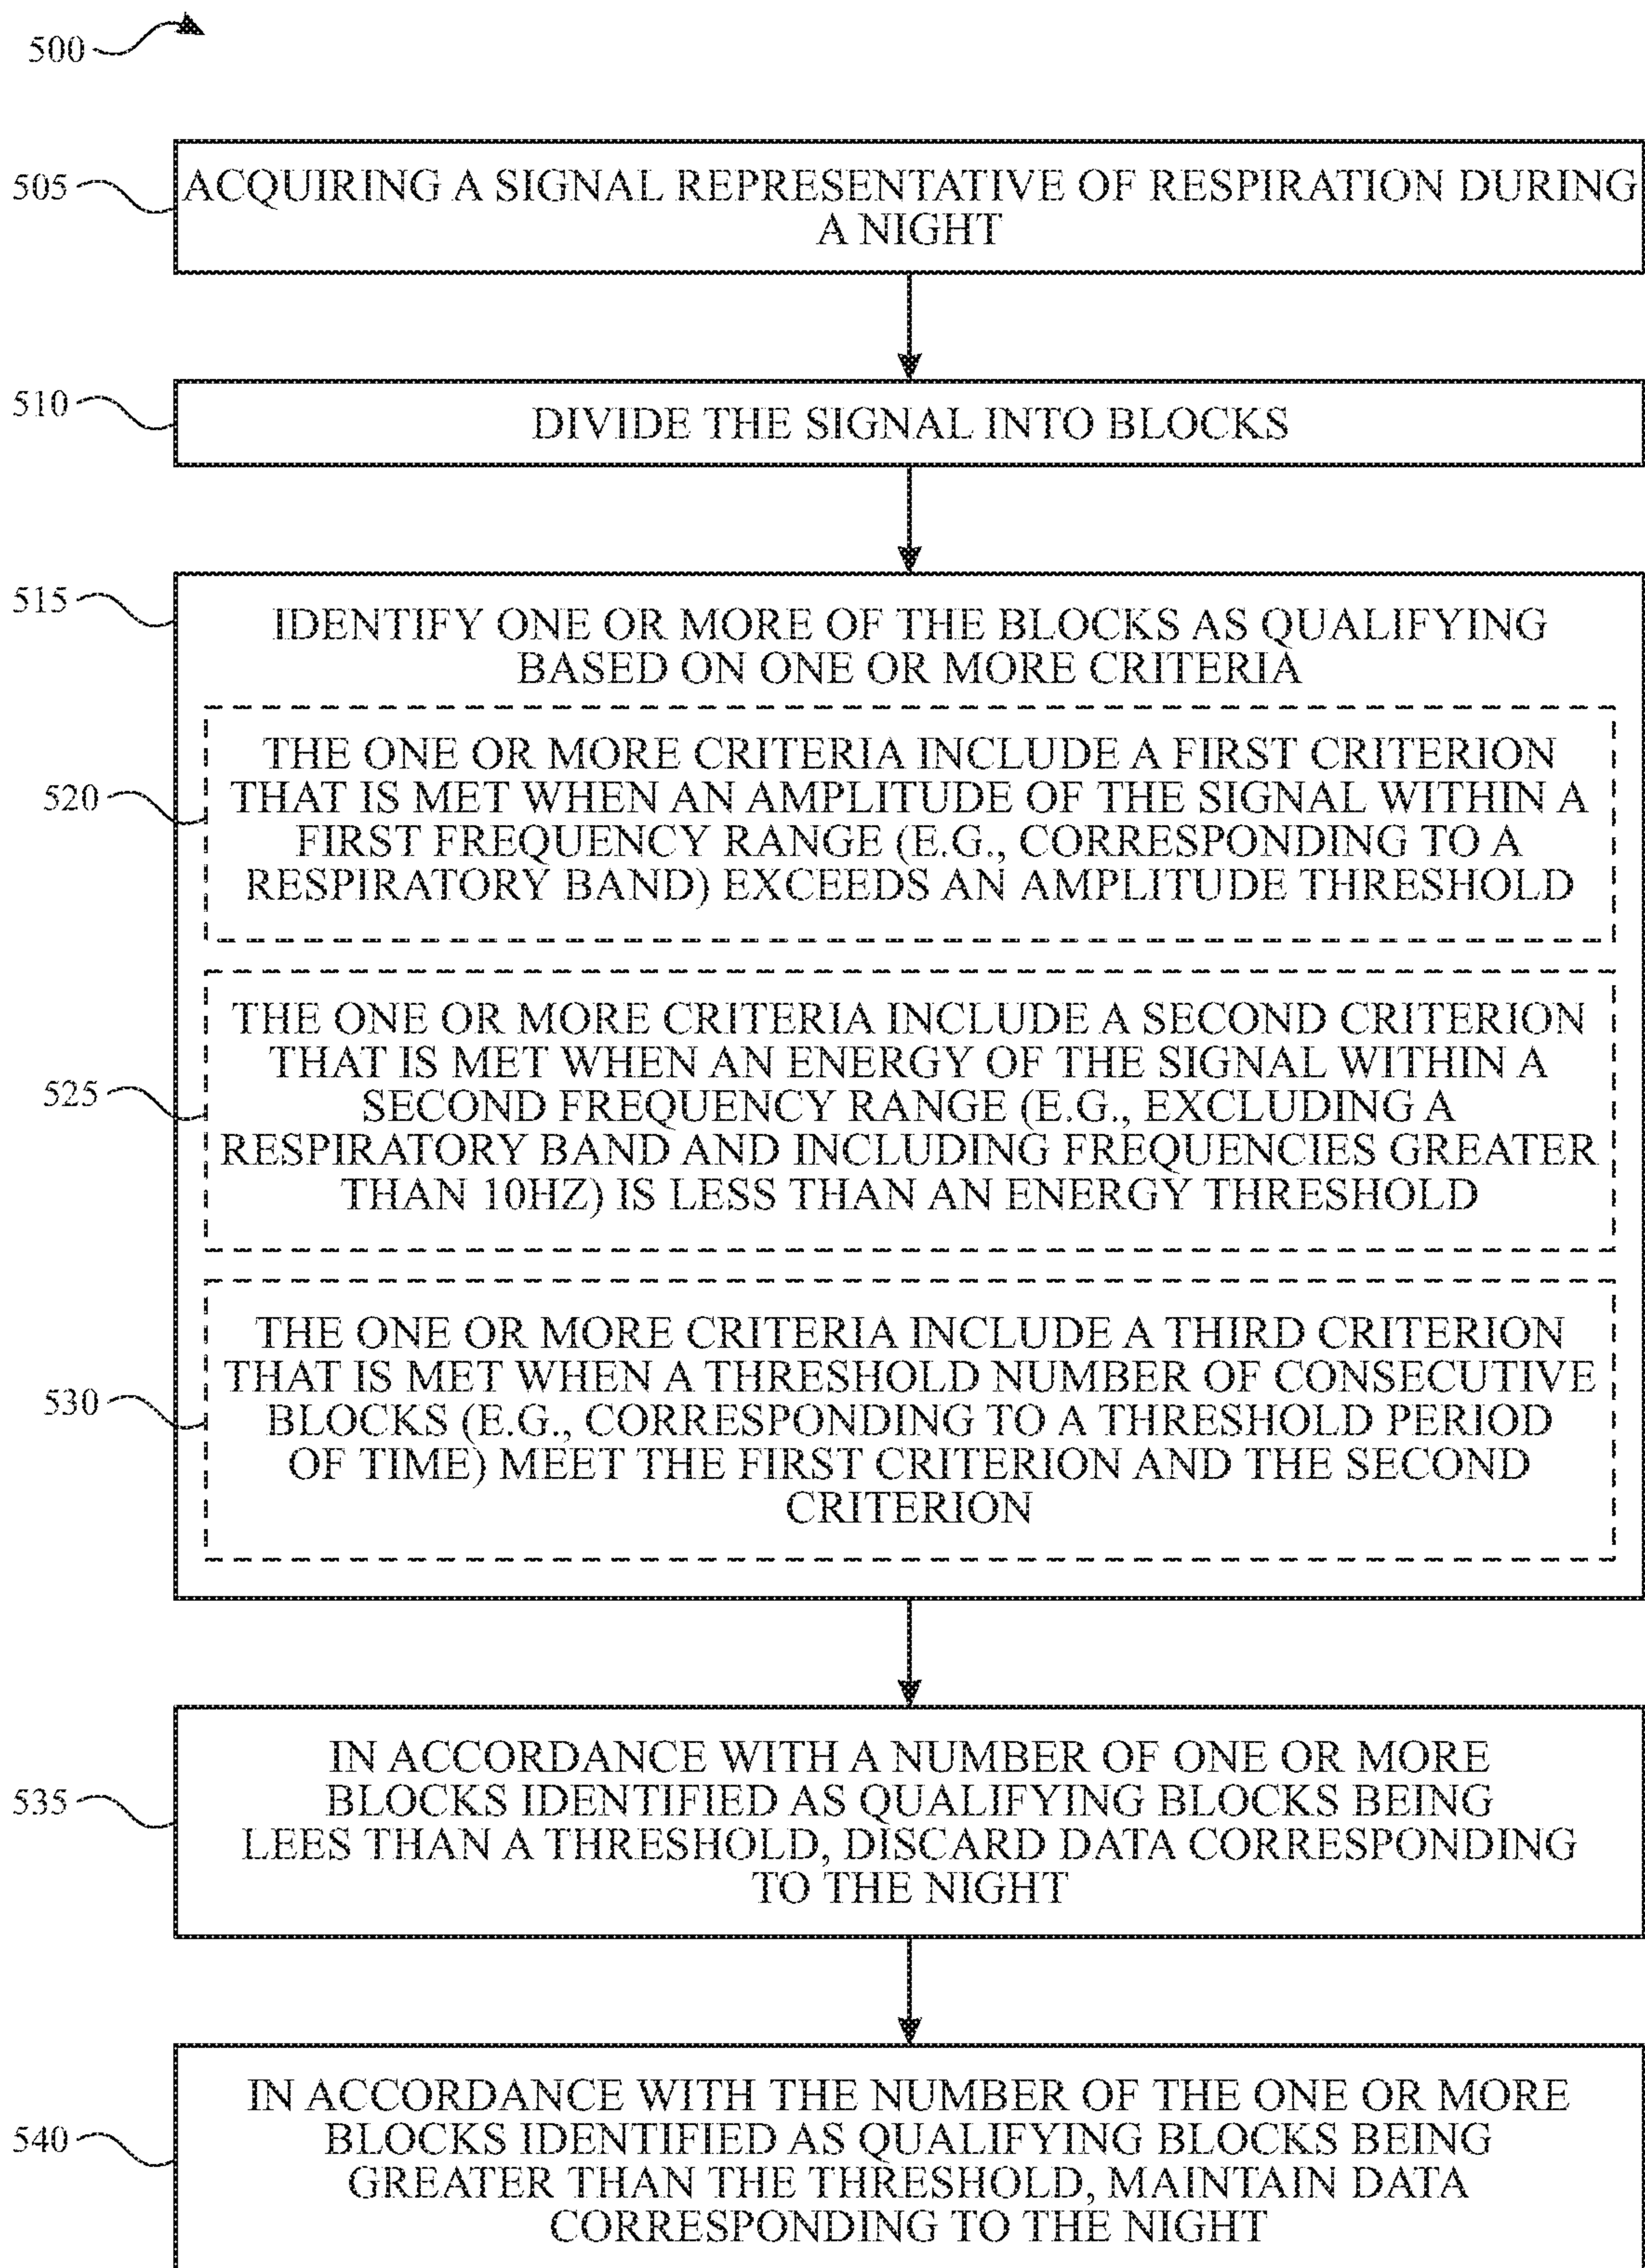 500
505
ACQUIRING A SIGNAL REPRESENTATIVE OF RESPIRATION DURING
A NIGHT
510
DIVIDE THE SIGNAL INTO BLOCKS
515
IDENTIFY ONE OR MORE OF THE BLOCKS AS QUALIFYING
BASED ON ONE OR MORE CRITERIA
520
THE ONE OR MORE CRITERIA INCLUDE A FIRST CRITERION
THAT IS MET WHEN AN AMPLITUDE OF THE SIGNAL WITHIN A
FIRST FREQUENCY RANGE (E.G., CORRESPONDING TO A
RESPIRATORY BAND) EXCEEDS AN AMPLITUDE THRESHOLD
525
THE ONE OR MORE CRITERIA INCLUDE A SECOND CRITERION
THAT IS MET WHEN AN ENERGY OF THE SIGNAL WITHIN A
SECOND FREQUENCY RANGE (E.G., EXCLUDING A
RESPIRATORY BAND AND INCLUDING FREQUENCIES GREATER
THAN 10HZ) IS LESS THAN AN ENERGY THRESHOLD
530
THE ONE OR MORE CRITERIA INCLUDE A THIRD CRITERION
THAT IS MET WHEN A THRESHOLD NUMBER OF CONSECUTIVE
BLOCKS (E.G., CORRESPONDING TO A THRESHOLD PERIOD
OF TIME) MEET THE FIRST CRITERION AND THE SECOND
CRITERION
535
IN ACCORDANCE WITH A NUMBER OF ONE OR MORE
BLOCKS IDENTIFIED AS QUALIFYING BLOCKS BEING
LEES THAN A THRESHOLD, DISCARD DATA CORRESPONDING
TO THE NIGHT
540
IN ACCORDANCE WITH THE NUMBER OF THE ONE OR MORE
BLOCKS IDENTIFIED AS QUALIFYING BLOCKS BEING
GREATER THAN THE THRESHOLD, MAINTAIN DATA
CORRESPONDING TO THE NIGHT